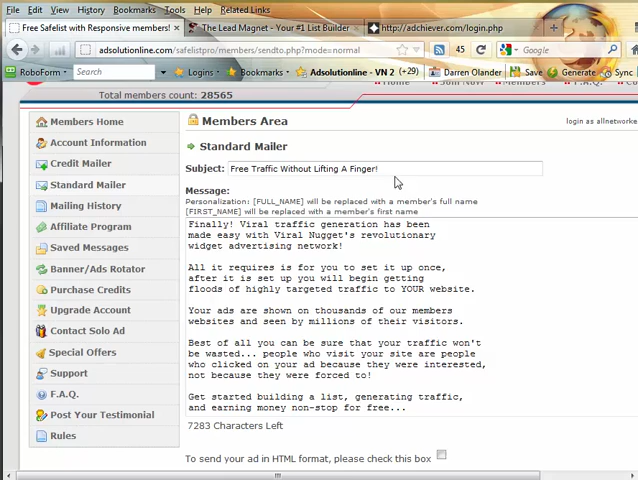 File Edit View History Bookmarks Tools Help Related Links
Free Safelist with Responsive members! The Lead Magnet - Your #1 List Builder http://adchiever.com/login.php
adsolutionline.com/safelistpro/members/sendto.php?mode=normal 45 Google
RoboForm Search Logins Bookmarks Adsolutionline - VN 2 (+29) Darren Olander Save Generate Sync
Total members count: 28565
Members Home
Account Information
Credit Mailer
Standard Mailer
Mailing History
Affiliate Program
Saved Messages
Banner/Ads Rotator
Purchase Credits
Upgrade Account
Contact Solo Ad
Special Offers
Support
F.A.Q.
Post Your Testimonial
Rules
Members Area
login as allnetworke
Standard Mailer
Subject: Free Traffic Without Lifting A Finger!
Message:
Personalization: [FULL_NAME] will be replaced with a member's full name
[FIRST_NAME] will be replaced with a member's first name
Finally! Viral traffic generation has been
made easy with Viral Nugget's revolutionary
widget advertising network!
All it requires is for you to set it up once,
after it is set up you will begin getting
floods of highly targeted traffic to YOUR website.
Your ads are shown on thousands of our members
websites and seen by millions of their visitors.
Best of all you can be sure that your traffic won't
be wasted... people who visit your site are people
who clicked on your ad because they were interested,
not because they were forced to!
Get started building a list, generating traffic,
and earning money non-stop for free...
7283 Characters Left
To send your ad in HTML format, please check this box